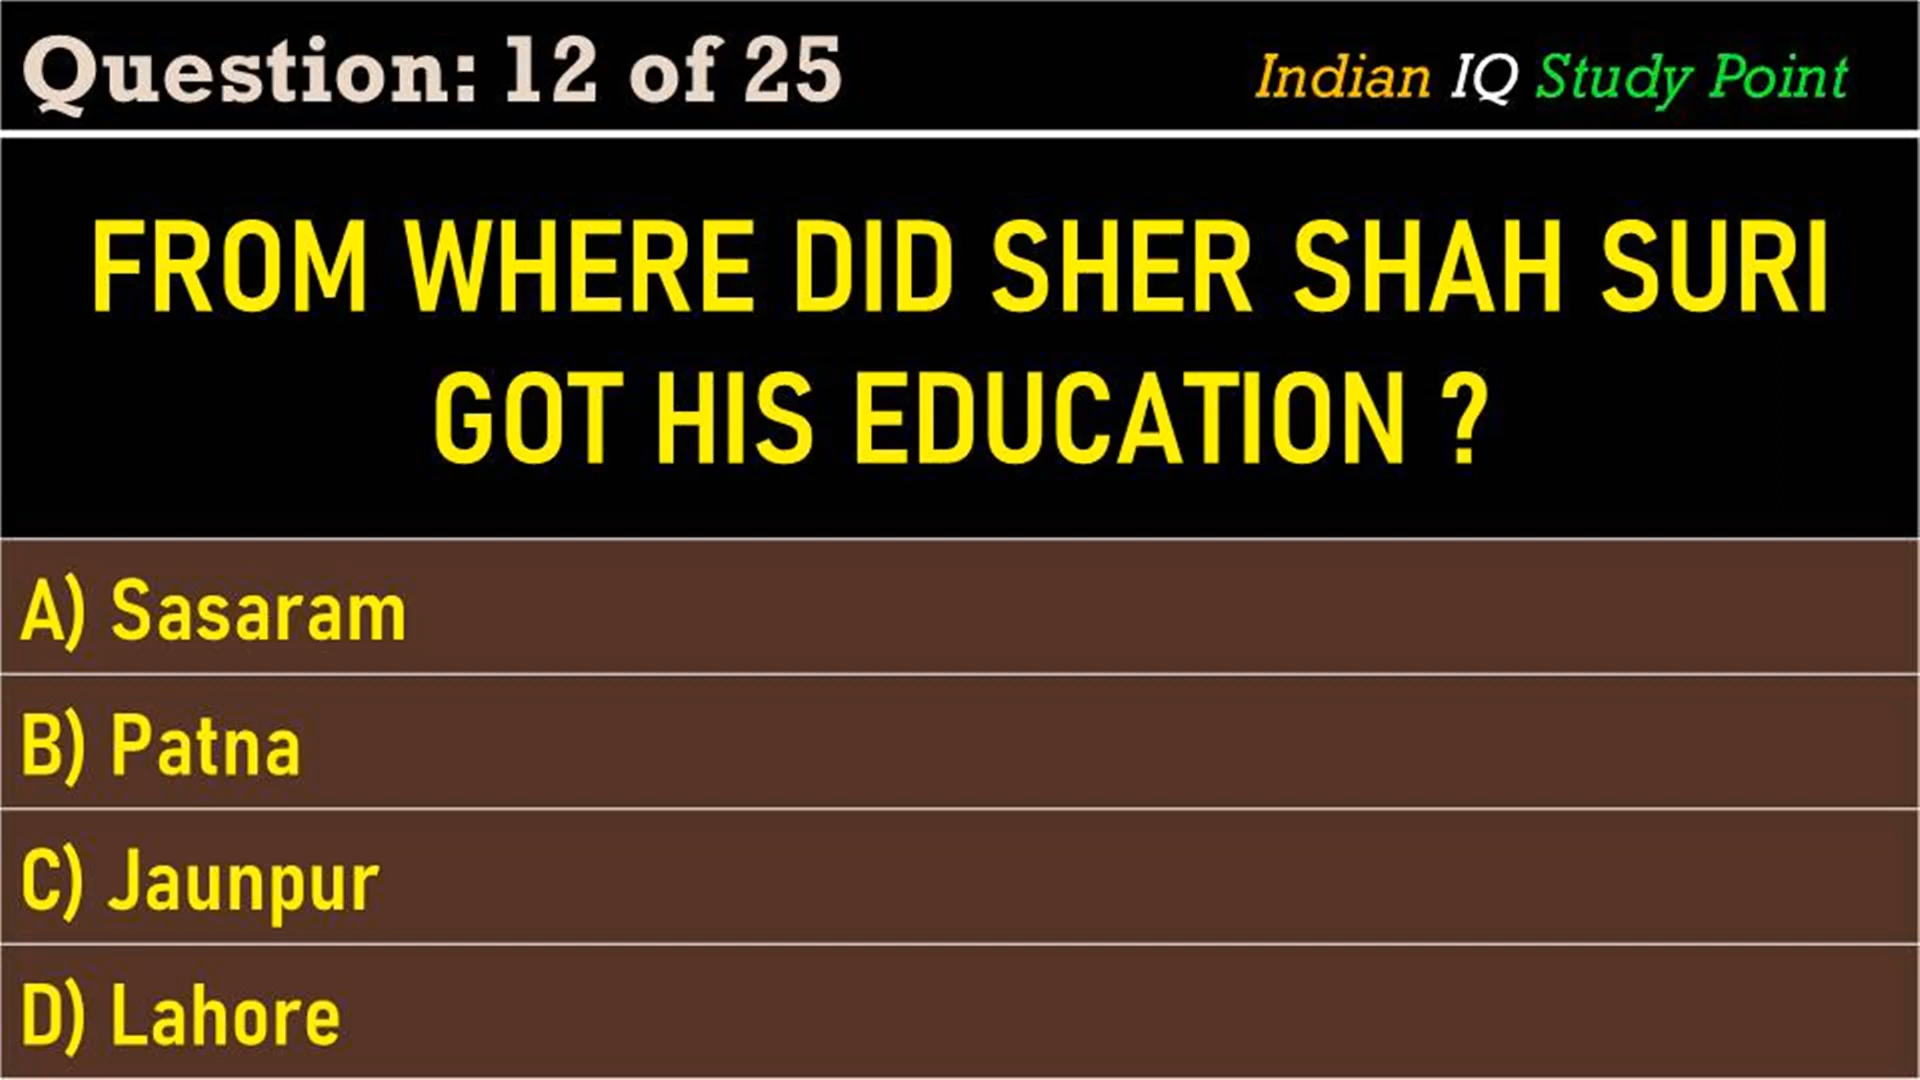 Question: 12 of 25
Indian IQ Study Point
FROM WHERE DID SHER SHAH SURI
GOT HIS EDUCATION ?
A) Sasaram
B) Patna
C) Jaunpur
D) Lahore